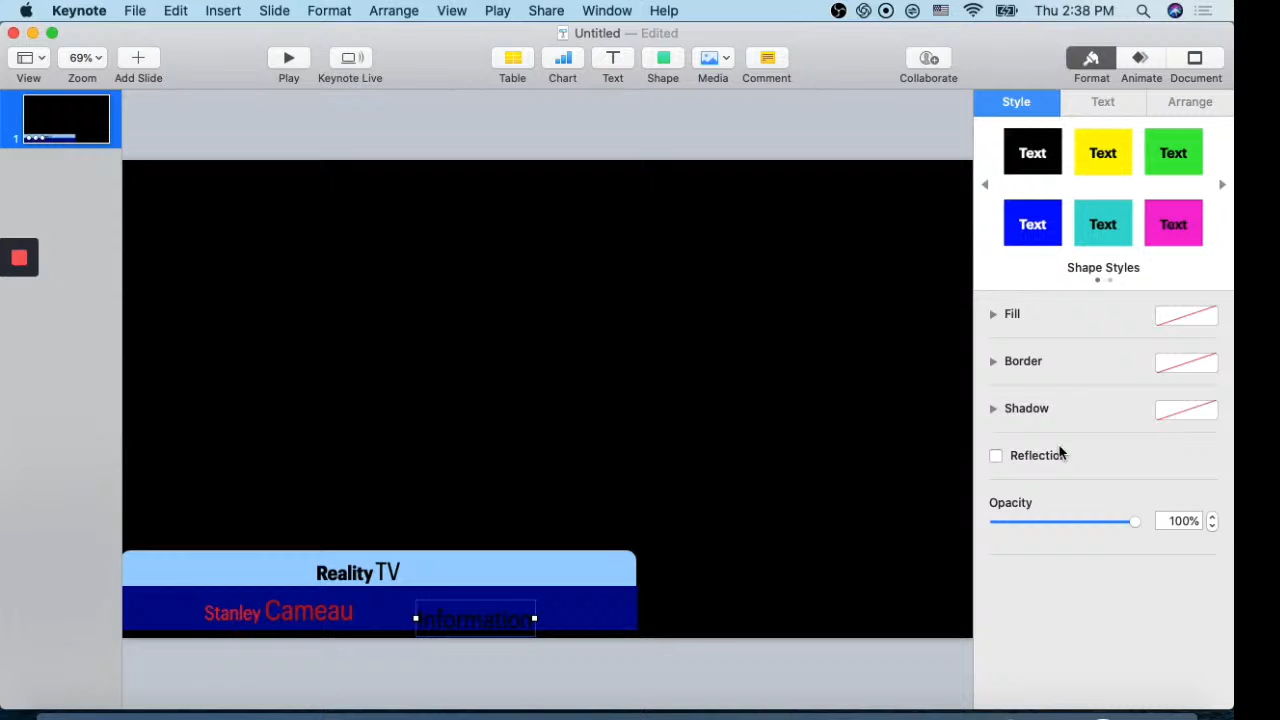 Keynote File Edit Insert Slide Format Arrange View Play Share Window Help Thu 2:38 PM
Untitled — Edited
69%
View Zoom Add Slide Play Keynote Live Table Chart Text Shape Media Comment Collaborate Format Animate Document
Style Text Arrange
1
Text Text Text
Text Text Text
Shape Styles
Fill
Border
Shadow
Reflection
Opacity
100%
Reality TV
Stanley Cameau Information